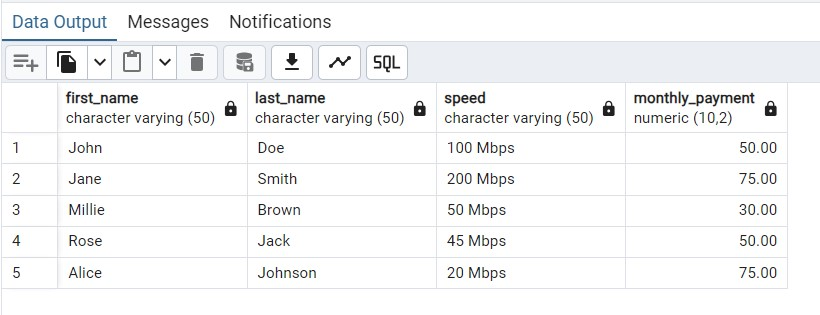 Data Output Messages Notifications
SQL
first_name last_name speed monthly_payment
character varying (50) character varying (50) character varying (50) numeric (10,2)
1 John Doe 100 Mbps 50.00
2 Jane Smith 200 Mbps 75.00
3 Millie Brown 50 Mbps 30.00
4 Rose Jack 45 Mbps 50.00
5 Alice Johnson 20 Mbps 75.00